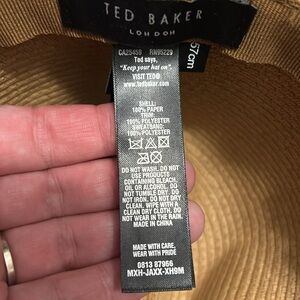 TED BAKER
LONDON
57cm
CA25459 RN95229
Ted says,
"Keep your hat on".
VISIT TED@
www.tedbaker.com
SHELL:
100% PAPER
TRIM:
100% POLYESTER
SWEATBAND:
100% POLYESTER
DO NOT WASH. DO NOT
USE PRODUCTS
CONTAINING BLEACH,
OIL OR ALCOHOL. DO
NOT TUMBLE DRY. DO
NOT IRON. DO NOT DRY
CLEAN. WIPE WITH A
CLEAN DRY CLOTH. DO
NOT WEAR IN THE RAIN.
MADE IN CHINA
MADE WITH CARE,
WEAR WITH PRIDE
0813 87966
MXH-JAXX-XH9M